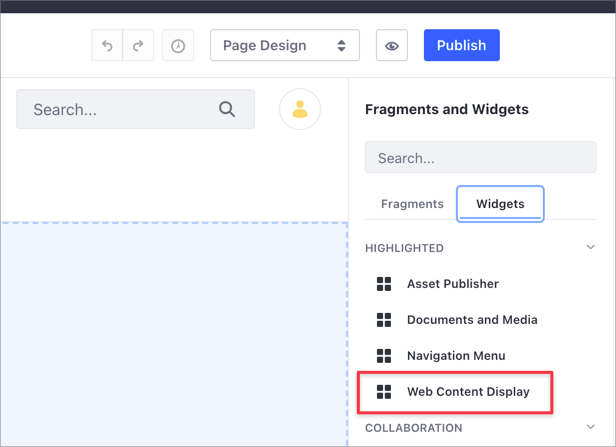 Page Design
Publish
Search...
Fragments and Widgets
Search...
Fragments
Widgets
HIGHLIGHTED
Asset Publisher
Documents and Media
Navigation Menu
Web Content Display
COLLABORATION